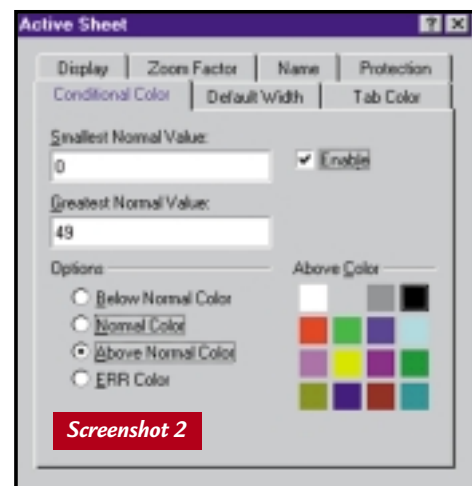 Active Sheet
Display Zoom Factor Name Protection
Conditional Color Default Width Tab Color
Smallest Normal Value:
0
Enable
Greatest Normal Value:
49
Options
Above Color
Below Normal Color
Normal Color
Above Normal Color
ERR Color
Screenshot 2